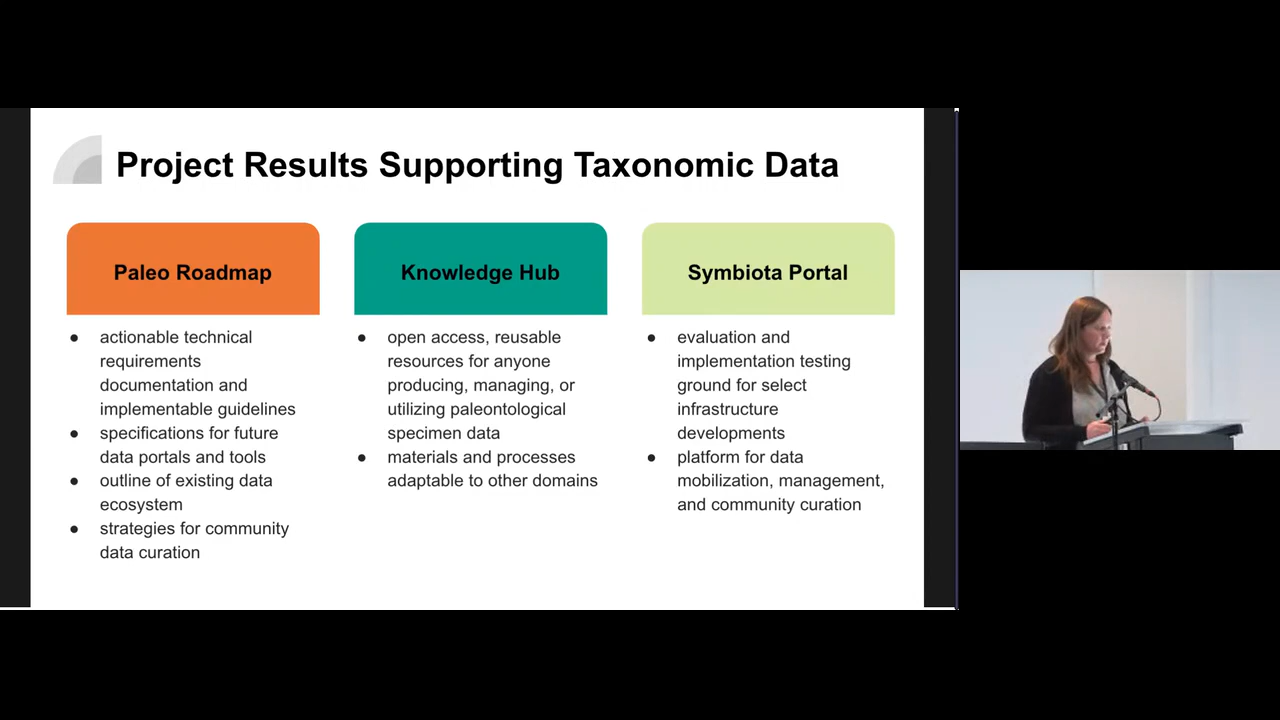 Project Results Supporting Taxonomic Data
Paleo Roadmap
actionable technical
requirements
documentation and
implementable guidelines
specifications for future
data portals and tools
outline of existing data
ecosystem
strategies for community
data curation
Knowledge Hub
open access, reusable
resources for anyone
producing, managing, or
utilizing paleontological
specimen data
materials and processes
adaptable to other domains
Symbiota Portal
evaluation and
implementation testing
ground for select
infrastructure
developments
platform for data
mobilization, management,
and community curation